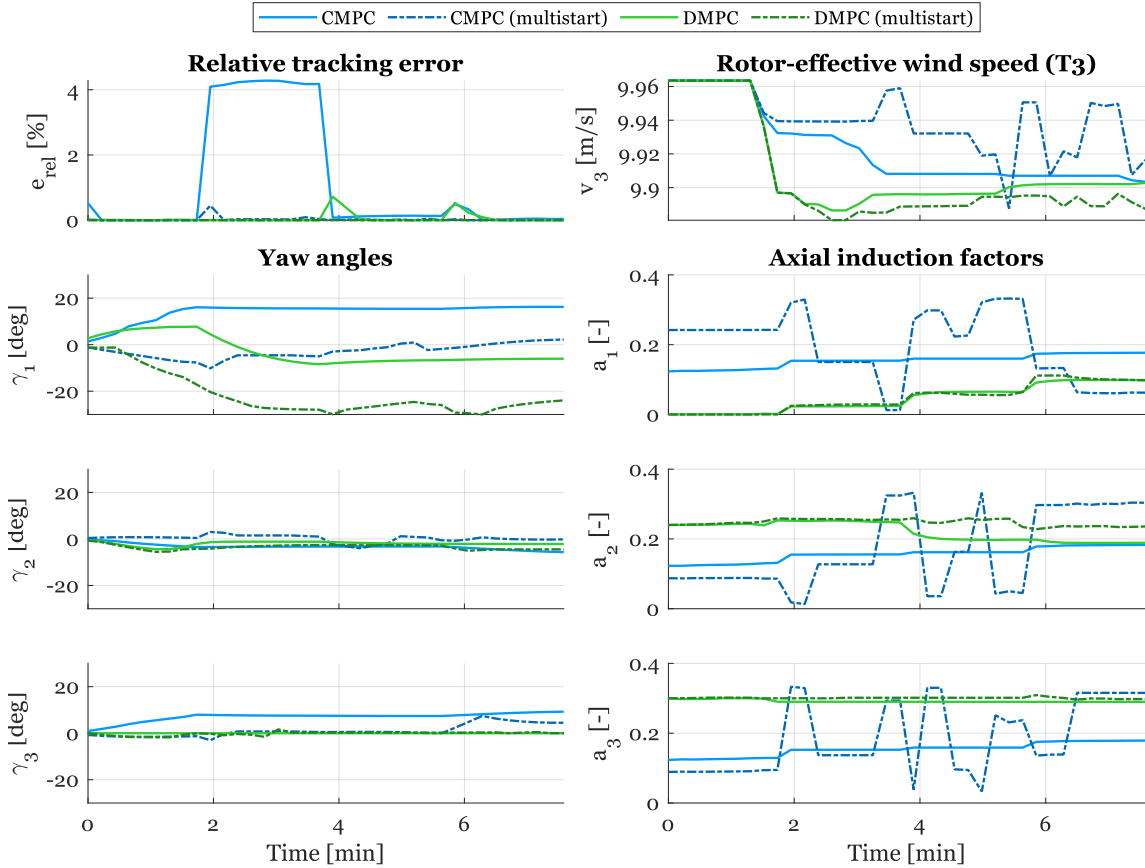 CMPC CMPC (multistart) DMPC DMPC (multistart)
Relative tracking error
e_rel [%]
4
2
0
Rotor-effective wind speed (T3)
v_3 [m/s]
9.96
9.94
9.92
9.9
Yaw angles
γ_1 [deg]
20
0
-20
Axial induction factors
a_1 [-]
0.4
0.2
0
γ_2 [deg]
20
0
-20
a_2 [-]
0.4
0.2
0
γ_3 [deg]
20
0
-20
0 2 4 6
Time [min]
a_3 [-]
0.4
0.2
0
0 2 4 6
Time [min]